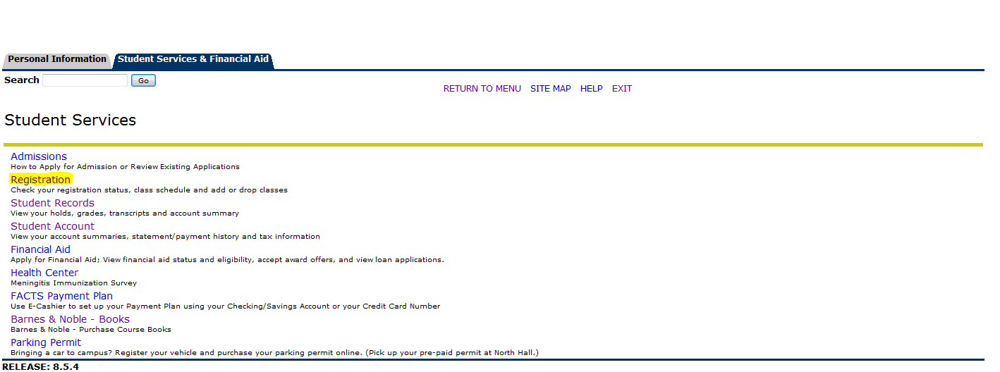 Personal Information Student Services & Financial Aid
Search Go
RETURN TO MENU SITE MAP HELP EXIT
Student Services
Admissions
How to Apply for Admission or Review Existing Applications
Registration
Check your registration status, class schedule and add or drop classes
Student Records
View your holds, grades, transcripts and account summary
Student Account
View your account summaries, statement/payment history and tax information
Financial Aid
Apply for Financial Aid; View financial aid status and eligibility, accept award offers, and view loan applications.
Health Center
Meningitis Immunization Survey
FACTS Payment Plan
Use E-Cashier to set up your Payment Plan using your Checking/Savings Account or your Credit Card Number
Barnes & Noble - Books
Barnes & Noble - Purchase Course Books
Parking Permit
Bringing a car to campus? Register your vehicle and purchase your parking permit online. (Pick up your pre-paid permit at North Hall.)
RELEASE: 8.5.4